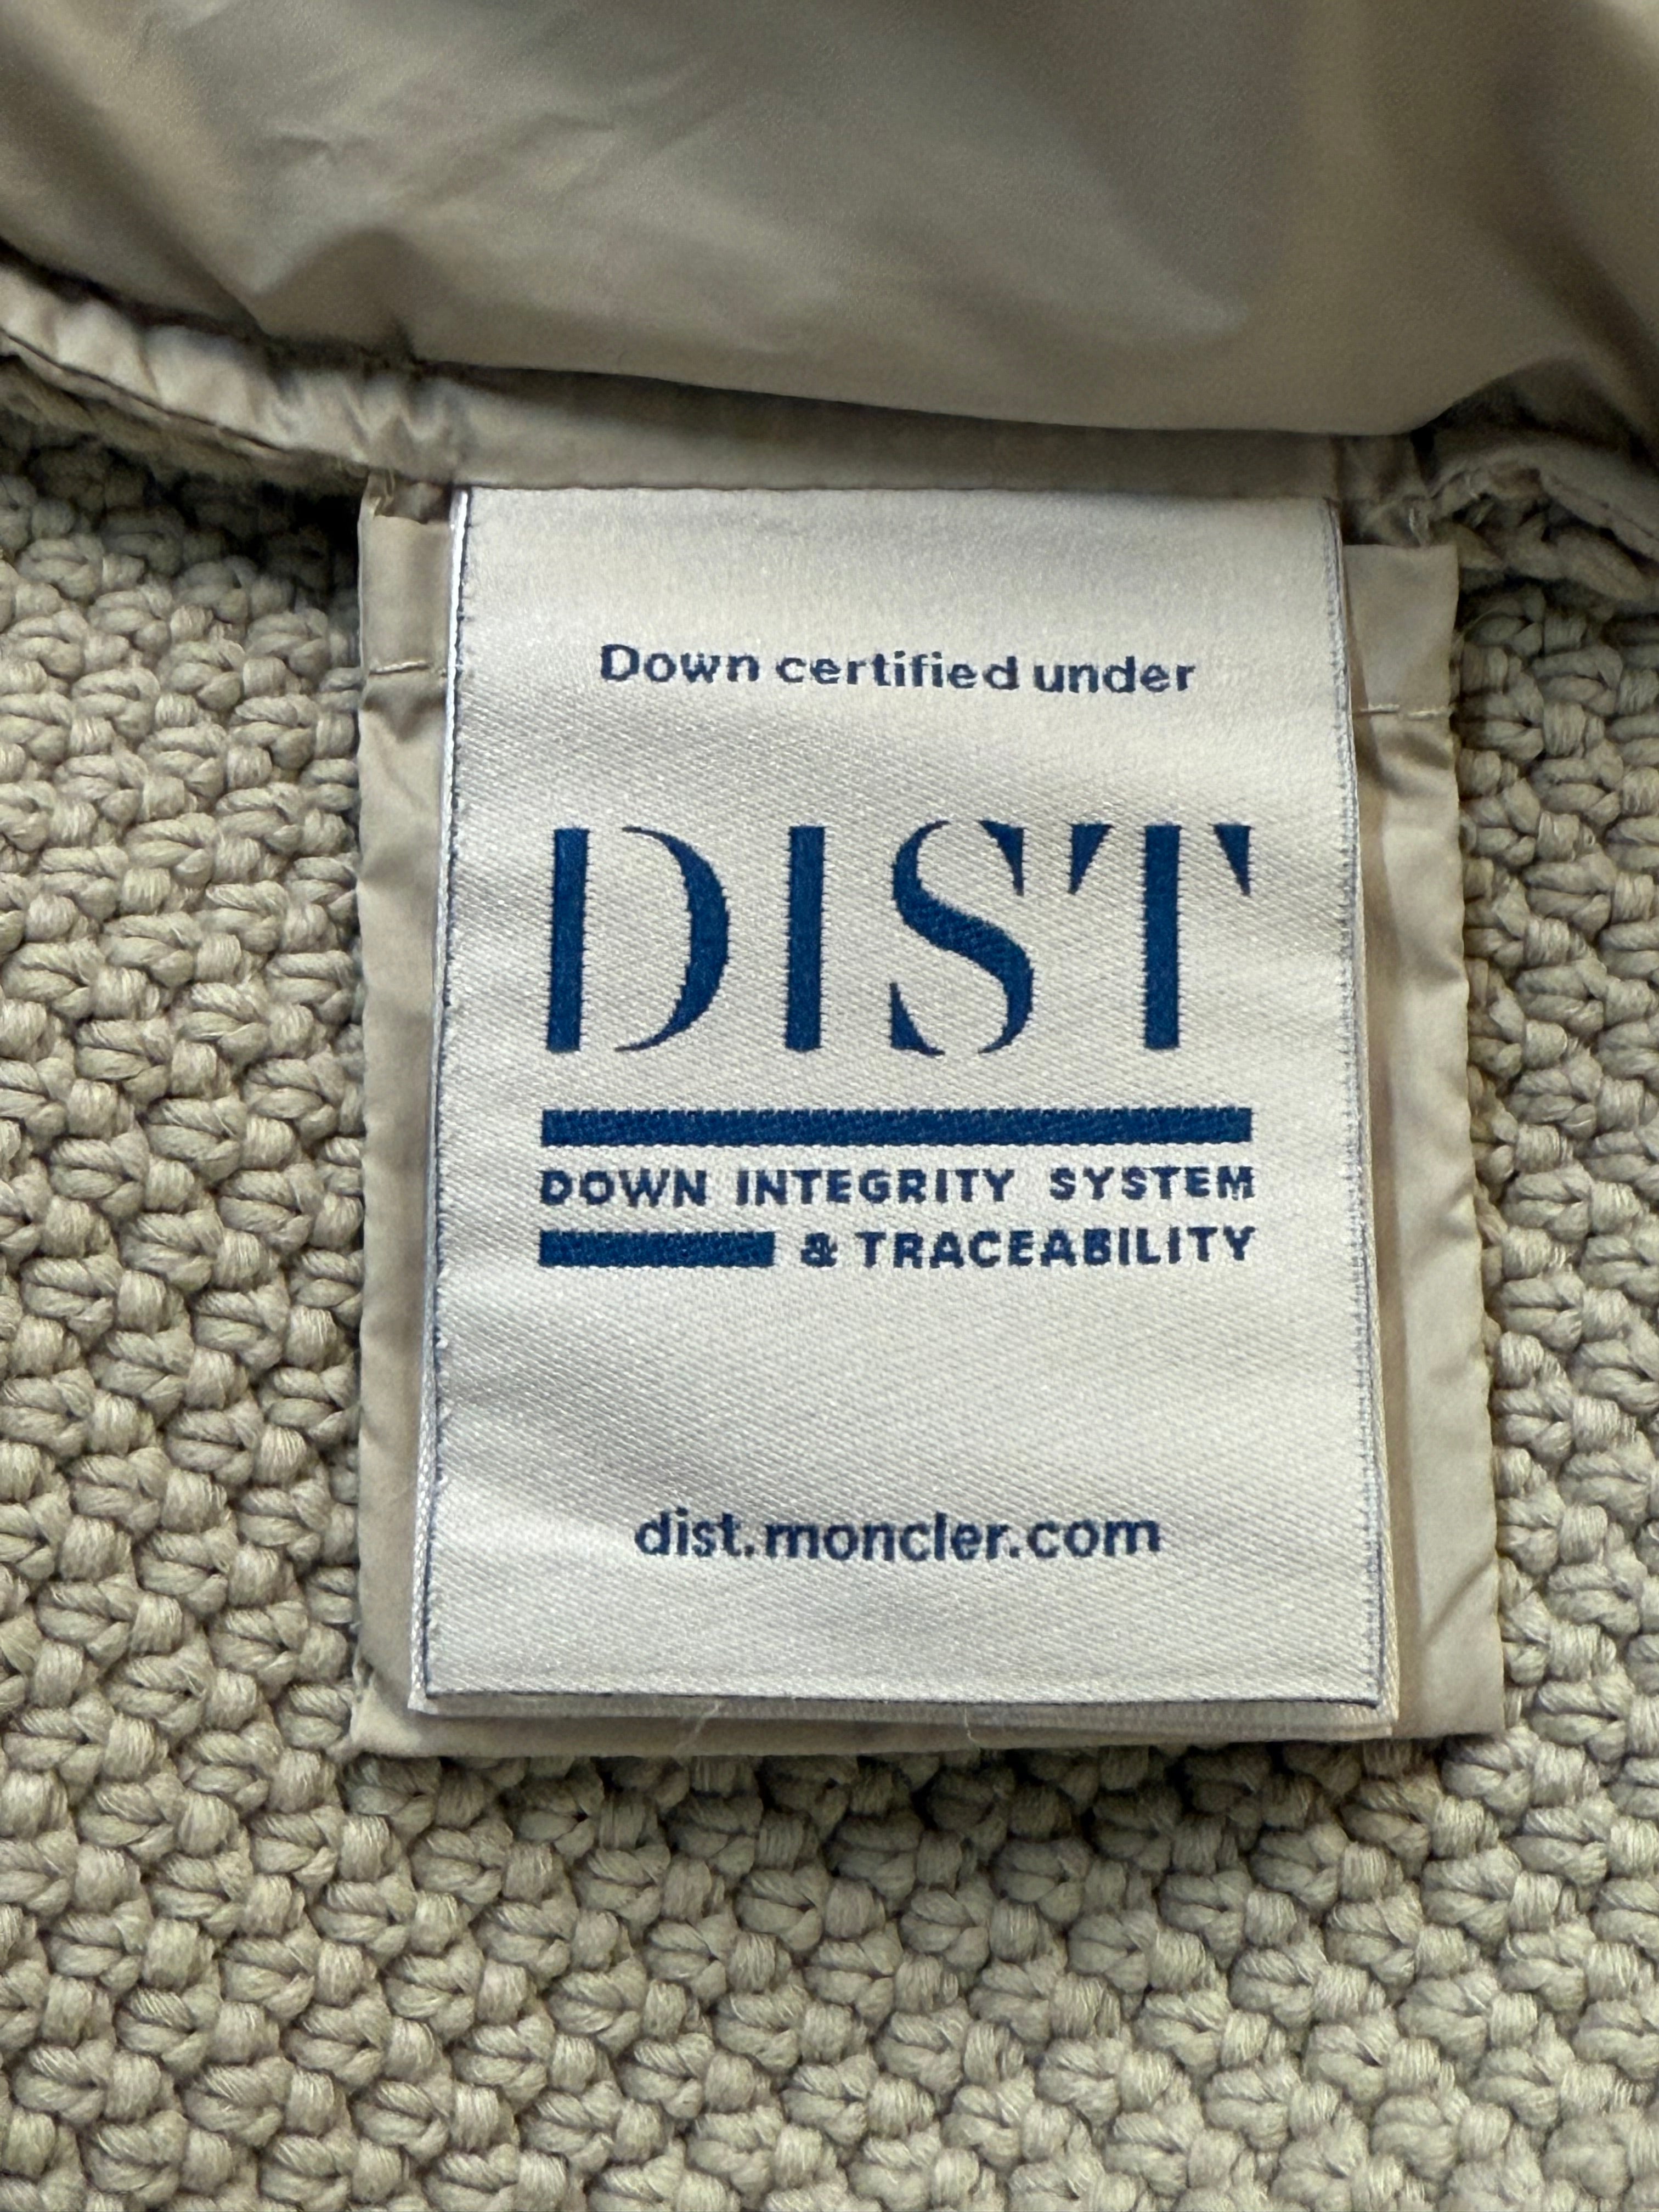 Down certified under
DIST
DOWN INTEGRITY SYSTEM
& TRACEABILITY
dist.moncler.com